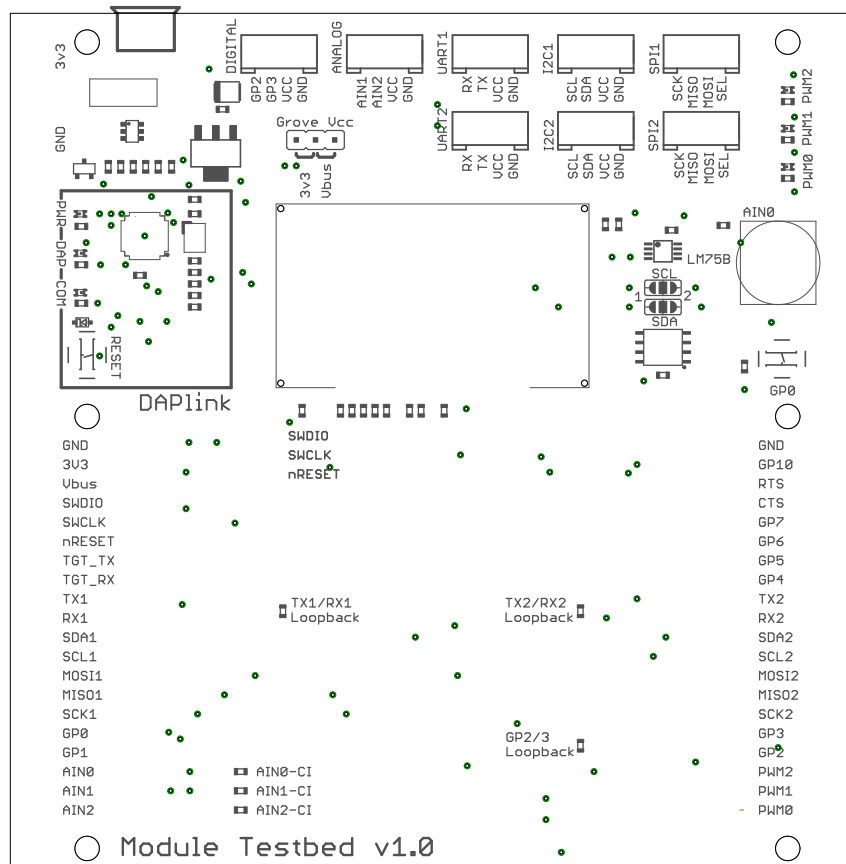 3v3
GND
DIGITAL
GP2
GP3
VCC
GND
ANALOG
AIN1
AIN2
VCC
GND
UART1
RX
TX
VCC
GND
I2C1
SCL
SDA
VCC
GND
SPI1
SCK
MISO
MOSI
SEL
UART2
RX
TX
VCC
GND
I2C2
SCL
SDA
VCC
GND
SPI2
SCK
MISO
MOSI
SEL
PWM2
PWM1
PWM0
Grove Vcc
3v3
Vbus
PWR
DAP
COM
RESET
DAPlink
AIN0
LM75B
SCL
1
2
SDA
GP0
SWDIO
SWCLK
nRESET
GND
3V3
Vbus
SWDIO
SWCLK
nRESET
TGT_TX
TGT_RX
TX1
RX1
SDA1
SCL1
MOSI1
MISO1
SCK1
GP0
GP1
AIN0
AIN1
AIN2
TX1/RX1
Loopback
TX2/RX2
Loopback
GP2/3
Loopback
AIN0-CI
AIN1-CI
AIN2-CI
GND
GP10
RTS
CTS
GP7
GP6
GP5
GP4
TX2
RX2
SDA2
SCL2
MOSI2
MISO2
SCK2
GP3
GP2
PWM2
PWM1
PWM0
Module Testbed v1.0